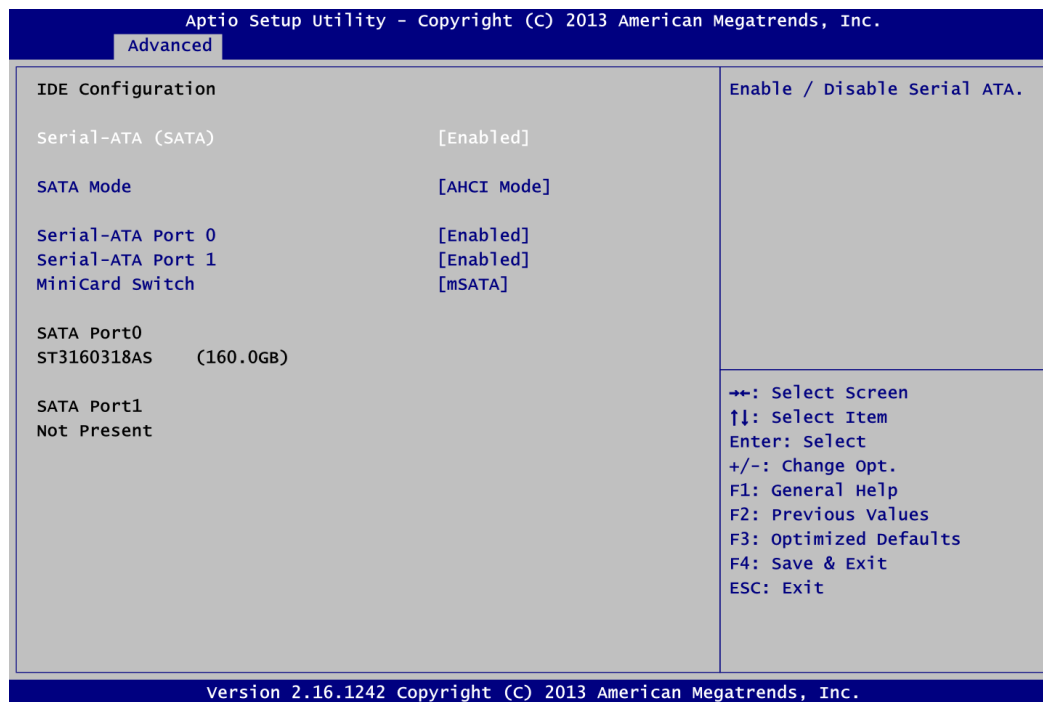 Aptio Setup Utility - Copyright (C) 2013 American Megatrends, Inc.
Advanced
IDE Configuration
Serial-ATA (SATA) [Enabled]
SATA Mode [AHCI Mode]
Serial-ATA Port 0 [Enabled]
Serial-ATA Port 1 [Enabled]
MiniCard Switch [mSATA]
SATA Port0
ST3160318AS (160.0GB)
SATA Port1
Not Present
Enable / Disable Serial ATA.
→←: Select Screen
↑↓: Select Item
Enter: Select
+/-: Change Opt.
F1: General Help
F2: Previous Values
F3: Optimized Defaults
F4: Save & Exit
ESC: Exit
Version 2.16.1242 Copyright (C) 2013 American Megatrends, Inc.